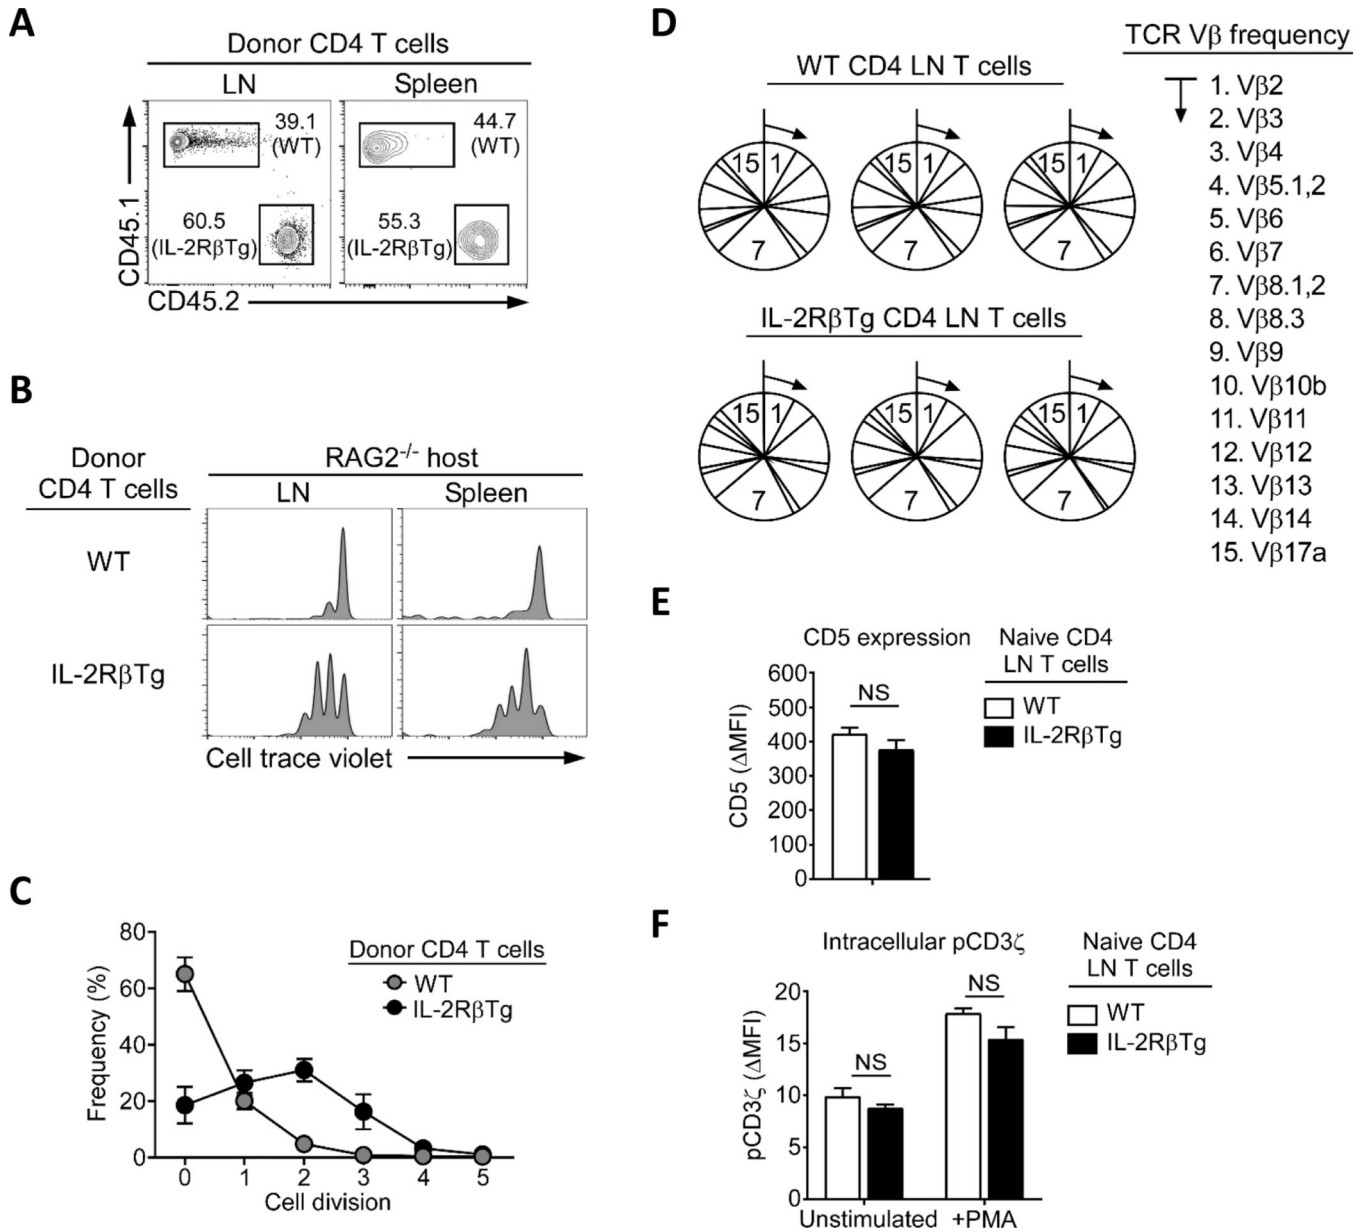 A
Donor CD4 T cells
LN
Spleen
39.1
(WT)
44.7
(WT)
60.5
(IL-2RβTg)
55.3
(IL-2RβTg)
CD45.1
CD45.2
B
Donor
CD4 T cells
RAG2-/- host
LN
Spleen
WT
IL-2RβTg
Cell trace violet
C
80
60
40
20
0
Frequency (%)
Donor CD4 T cells
WT
IL-2RβTg
0 1 2 3 4 5
Cell division
D
WT CD4 LN T cells
15 1
7
15 1
7
15 1
7
IL-2RβTg CD4 LN T cells
15 1
7
15 1
7
15 1
7
TCR Vβ frequency
1. Vβ2
2. Vβ3
3. Vβ4
4. Vβ5.1,2
5. Vβ6
6. Vβ7
7. Vβ8.1,2
8. Vβ8.3
9. Vβ9
10. Vβ10b
11. Vβ11
12. Vβ12
13. Vβ13
14. Vβ14
15. Vβ17a
E
CD5 expression
Naive CD4
LN T cells
WT
IL-2RβTg
NS
600
500
400
300
200
100
0
CD5 (ΔMFI)
F
Intracellular pCD3ζ
Naive CD4
LN T cells
WT
IL-2RβTg
NS
NS
20
15
10
5
0
pCD3ζ (ΔMFI)
Unstimulated +PMA